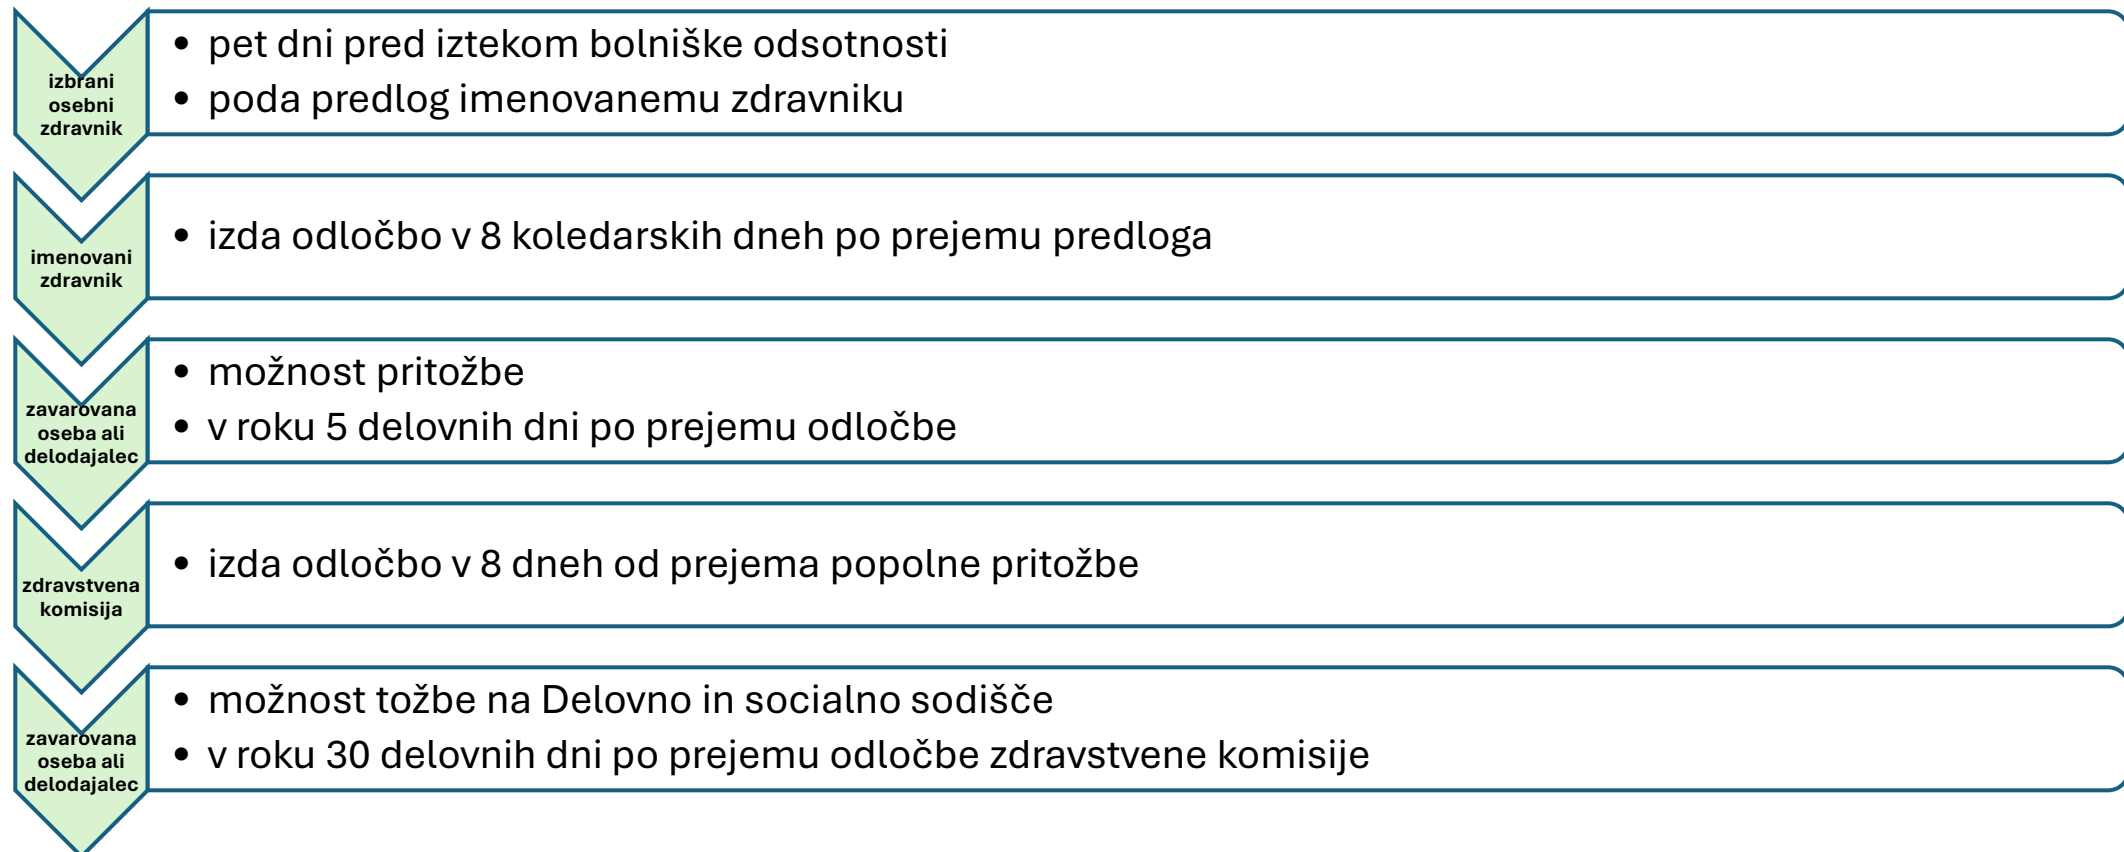 izbrani
osebni
zdravnik
• pet dni pred iztekom bolniške odsotnosti
• poda predlog imenovanemu zdravniku
imenovani
zdravnik
• izda odločbo v 8 koledarskih dneh po prejemu predloga
zavarovana
oseba ali
delodajalec
• možnost pritožbe
• v roku 5 delovnih dni po prejemu odločbe
zdravstvena
komisija
• izda odločbo v 8 dneh od prejema popolne pritožbe
zavarovana
oseba ali
delodajalec
• možnost tožbe na Delovno in socialno sodišče
• v roku 30 delovnih dni po prejemu odločbe zdravstvene komisije